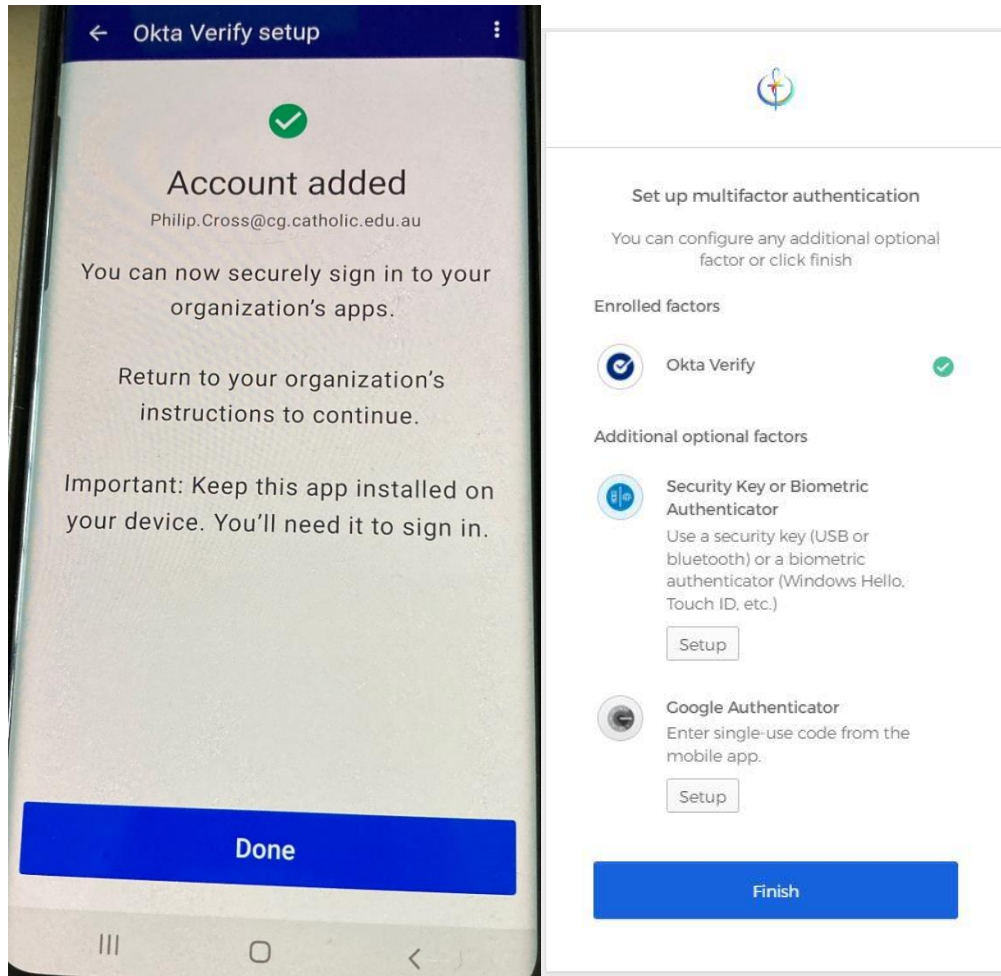 Okta Verify setup
Account added
Philip.Cross@cg.catholic.edu.au
You can now securely sign in to your
organization's apps.
Return to your organization's
instructions to continue.
Important: Keep this app installed on
your device. You'll need it to sign in.
Done
Set up multifactor authentication
You can configure any additional optional
factor or click finish
Enrolled factors
Okta Verify
Additional optional factors
Security Key or Biometric
Authenticator
Use a security key (USB or
bluetooth) or a biometric
authenticator (Windows Hello,
Touch ID, etc.)
Setup
Google Authenticator
Enter single-use code from the
mobile app.
Setup
Finish